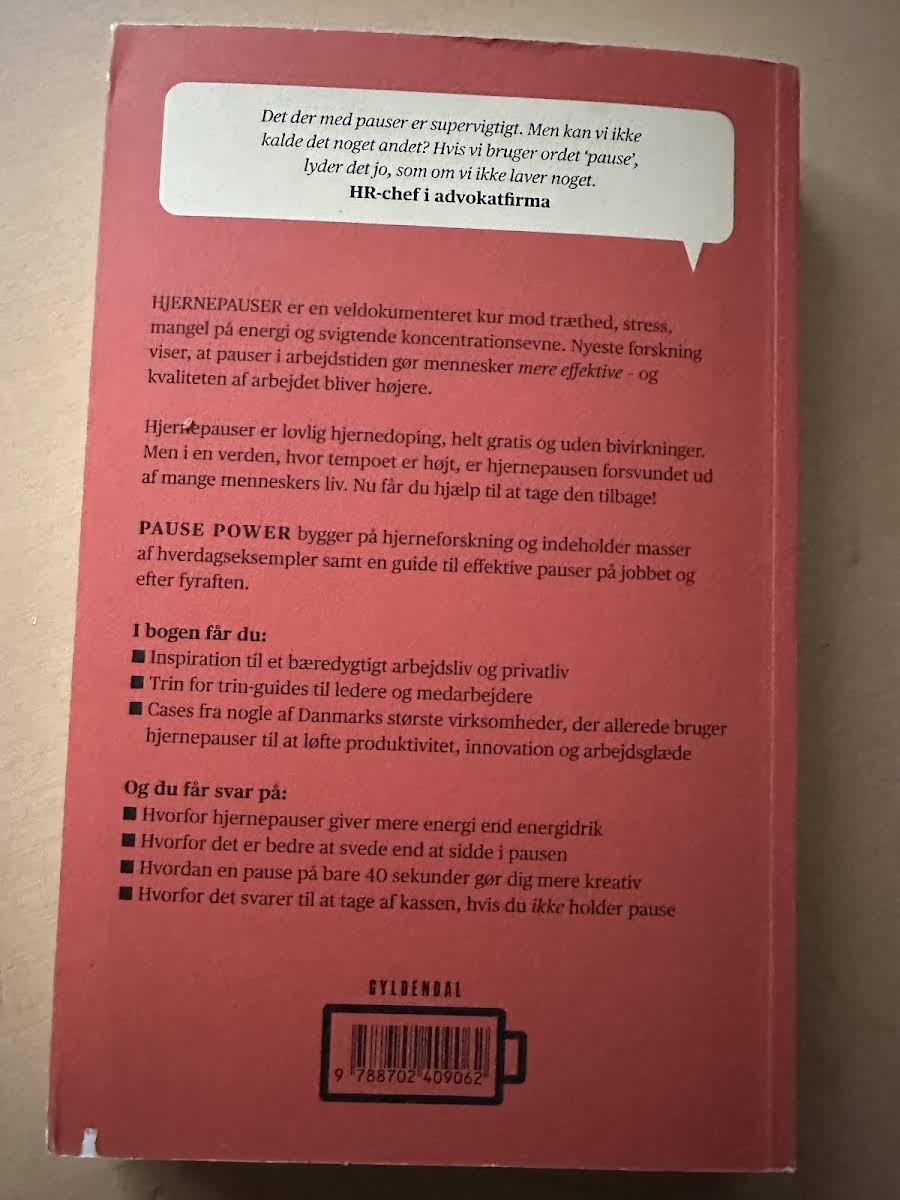 Det der med pauser er supervigtigt. Men kan vi ikke
kalde det noget andet? Hvis vi bruger ordet ‘pause’,
lyder det jo, som om vi ikke laver noget.
HR-chef i advokatfirma
HJERNEPAUSER er en veldokumenteret kur mod træthed, stress,
mangel på energi og svigtende koncentrationsevne. Nyeste forskning
viser, at pauser i arbejdstiden gør mennesker mere effektive – og
kvaliteten af arbejdet bliver højere.
Hjernepauser er lovlig hjernedoping, helt gratis og uden bivirkninger.
Men i en verden, hvor tempoet er højt, er hjernepausen forsvundet ud
af mange menneskers liv. Nu får du hjælp til at tage den tilbage!
PAUSE POWER bygger på hjerneforskning og indeholder masser
af hverdagseksempler samt en guide til effektive pauser på jobbet og
efter fyraften.
I bogen får du:
■ Inspiration til et bæredygtigt arbejdsliv og privatliv
■ Trin for trin-guides til ledere og medarbejdere
■ Cases fra nogle af Danmarks største virksomheder, der allerede bruger
hjernepauser til at løfte produktivitet, innovation og arbejdsglæde
Og du får svar på:
■ Hvorfor hjernepauser giver mere energi end energidrik
■ Hvorfor det er bedre at svede end at sidde i pausen
■ Hvordan en pause på bare 40 sekunder gør dig mere kreativ
■ Hvorfor det svarer til at tage af kassen, hvis du ikke holder pause
GYLDENDAL
9 788702 409062